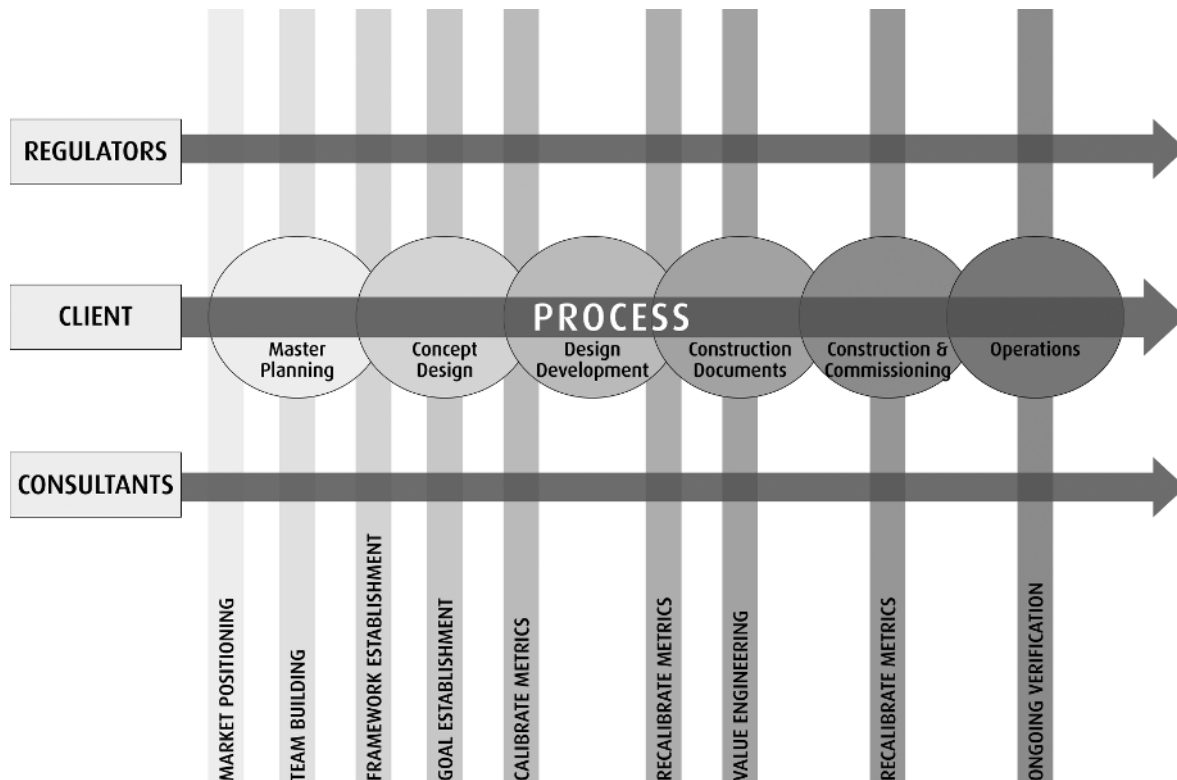 REGULATORS
CLIENT
PROCESS
Master
Planning
Concept
Design
Design
Development
Construction
Documents
Construction &
Commissioning
Operations
CONSULTANTS
MARKET POSITIONING
TEAM BUILDING
FRAMEWORK ESTABLISHMENT
GOAL ESTABLISHMENT
CALIBRATE METRICS
RECALIBRATE METRICS
VALUE ENGINEERING
RECALIBRATE METRICS
ONGOING VERIFICATION